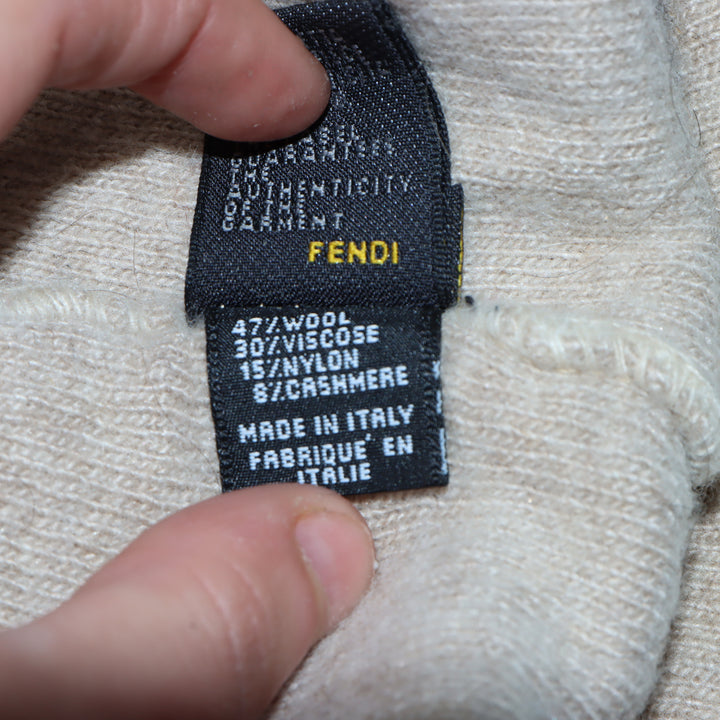 GUARANTEES
THE
AUTHENTICITY
OF THE
GARMENT
FENDI
47% WOOL
30% VISCOSE
15% NYLON
8% CASHMERE
MADE IN ITALY
FABRIQUE' EN
ITALIE